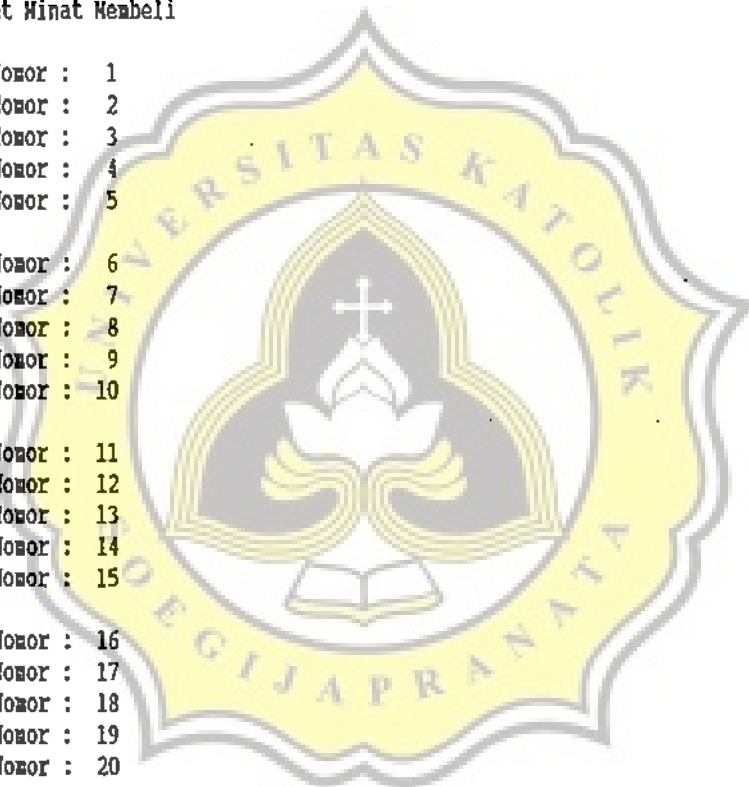 et Minat Membeli
Nomor : 1
Nomor : 2
Nomor : 3
Nomor : 4
Nomor : 5
Nomor : 6
Nomor : 7
Nomor : 8
Nomor : 9
Nomor : 10
Nomor : 11
Nomor : 12
Nomor : 13
Nomor : 14
Nomor : 15
Nomor : 16
Nomor : 17
Nomor : 18
Nomor : 19
Nomor : 20
UNIVERSITAS KATOLIK
SOEGIJAPRANATA